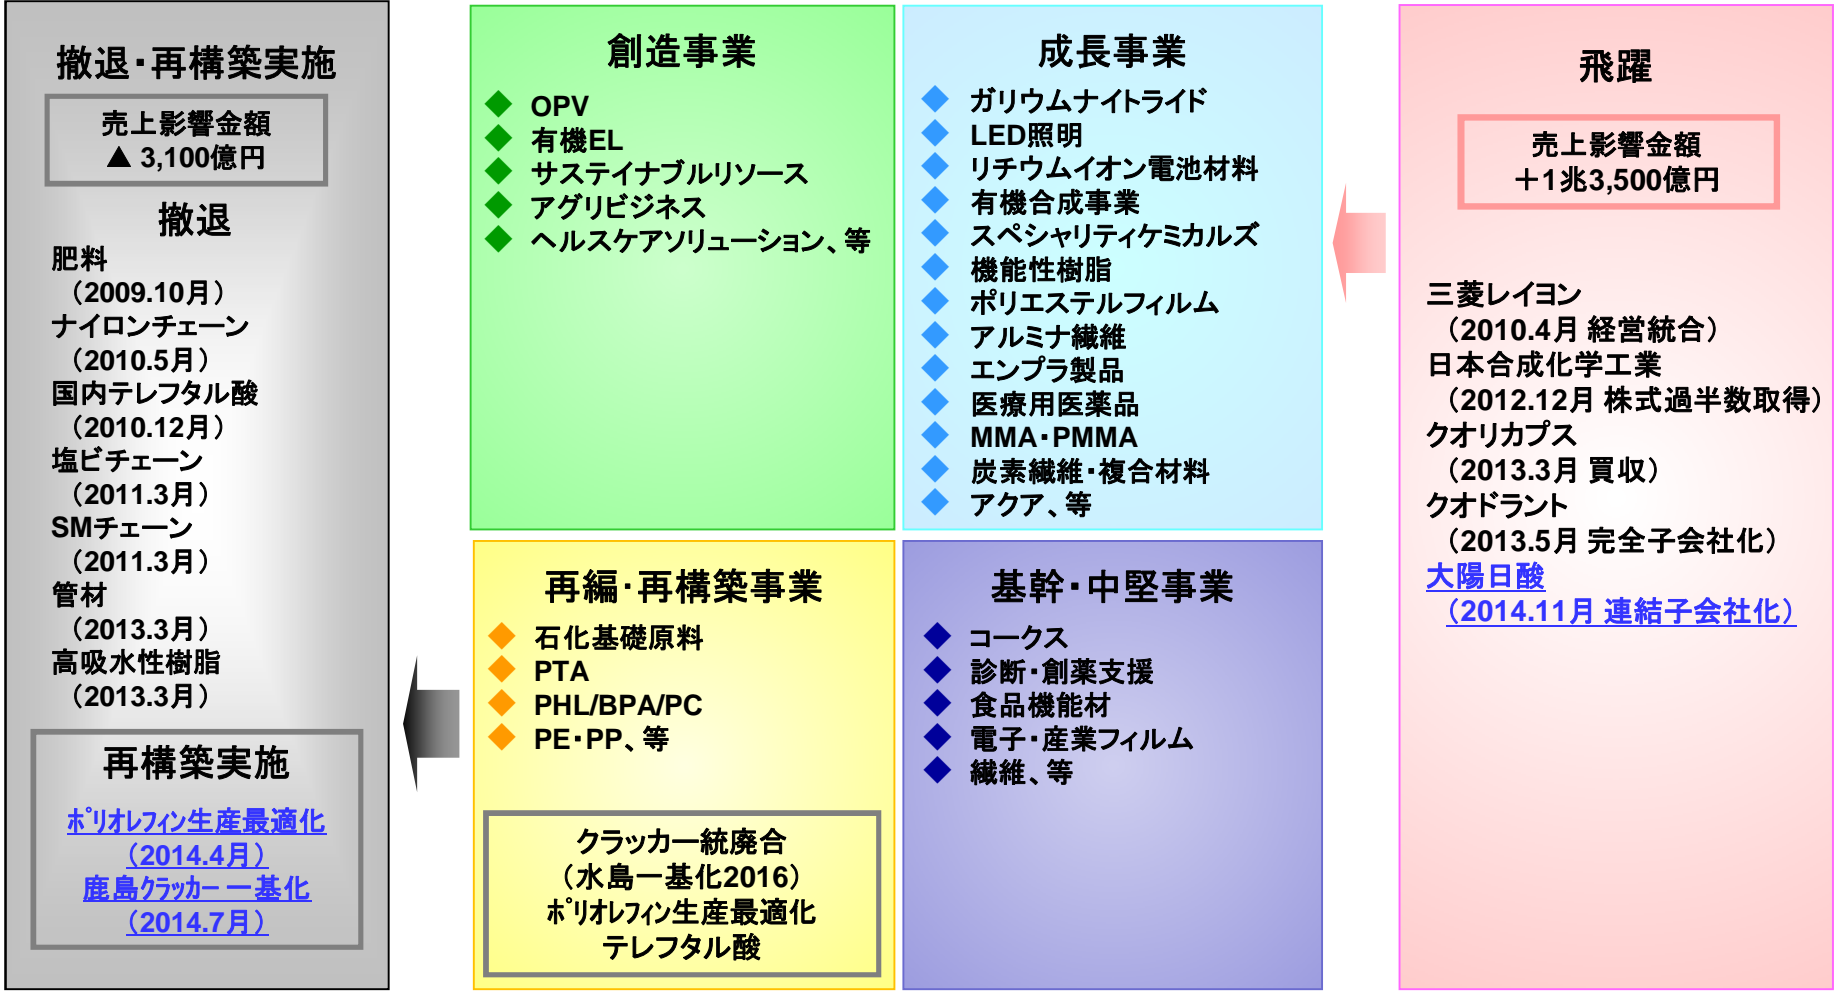 撤退・再構築実施
売上影響金額
▲ 3,100億円
撤退
肥料
（2009.10月）
ナイロンチェーン
（2010.5月）
国内テレフタル酸
（2010.12月）
塩ビチェーン
（2011.3月）
SMチェーン
（2011.3月）
管材
（2013.3月）
高吸水性樹脂
（2013.3月）
再構築実施
ﾎﾟﾘｵﾚﾌｨﾝ生産最適化
（2014.4月）
鹿島ｸﾗｯｶｰ 一基化
（2014.7月）
創造事業
◆ OPV
◆ 有機EL
◆ サステイナブルリソース
◆ アグリビジネス
◆ ヘルスケアソリューション、等
成長事業
◆ ガリウムナイトライド
◆ LED照明
◆ リチウムイオン電池材料
◆ 有機合成事業
◆ スペシャリティケミカルズ
◆ 機能性樹脂
◆ ポリエステルフィルム
◆ アルミナ繊維
◆ エンプラ製品
◆ 医療用医薬品
◆ MMA・PMMA
◆ 炭素繊維・複合材料
◆ アクア、等
再編・再構築事業
◆ 石化基礎原料
◆ PTA
◆ PHL/BPA/PC
◆ PE・PP、等
クラッカー統廃合
（水島一基化2016）
ﾎﾟﾘｵﾚﾌｨﾝ生産最適化
テレフタル酸
基幹・中堅事業
◆ コークス
◆ 診断・創薬支援
◆ 食品機能材
◆ 電子・産業フィルム
◆ 繊維、等
飛躍
売上影響金額
＋1兆3,500億円
三菱レイヨン
（2010.4月 経営統合）
日本合成化学工業
（2012.12月 株式過半数取得）
クオリカプス
（2013.3月 買収）
クオドラント
（2013.5月 完全子会社化）
大陽日酸
（2014.11月 連結子会社化）